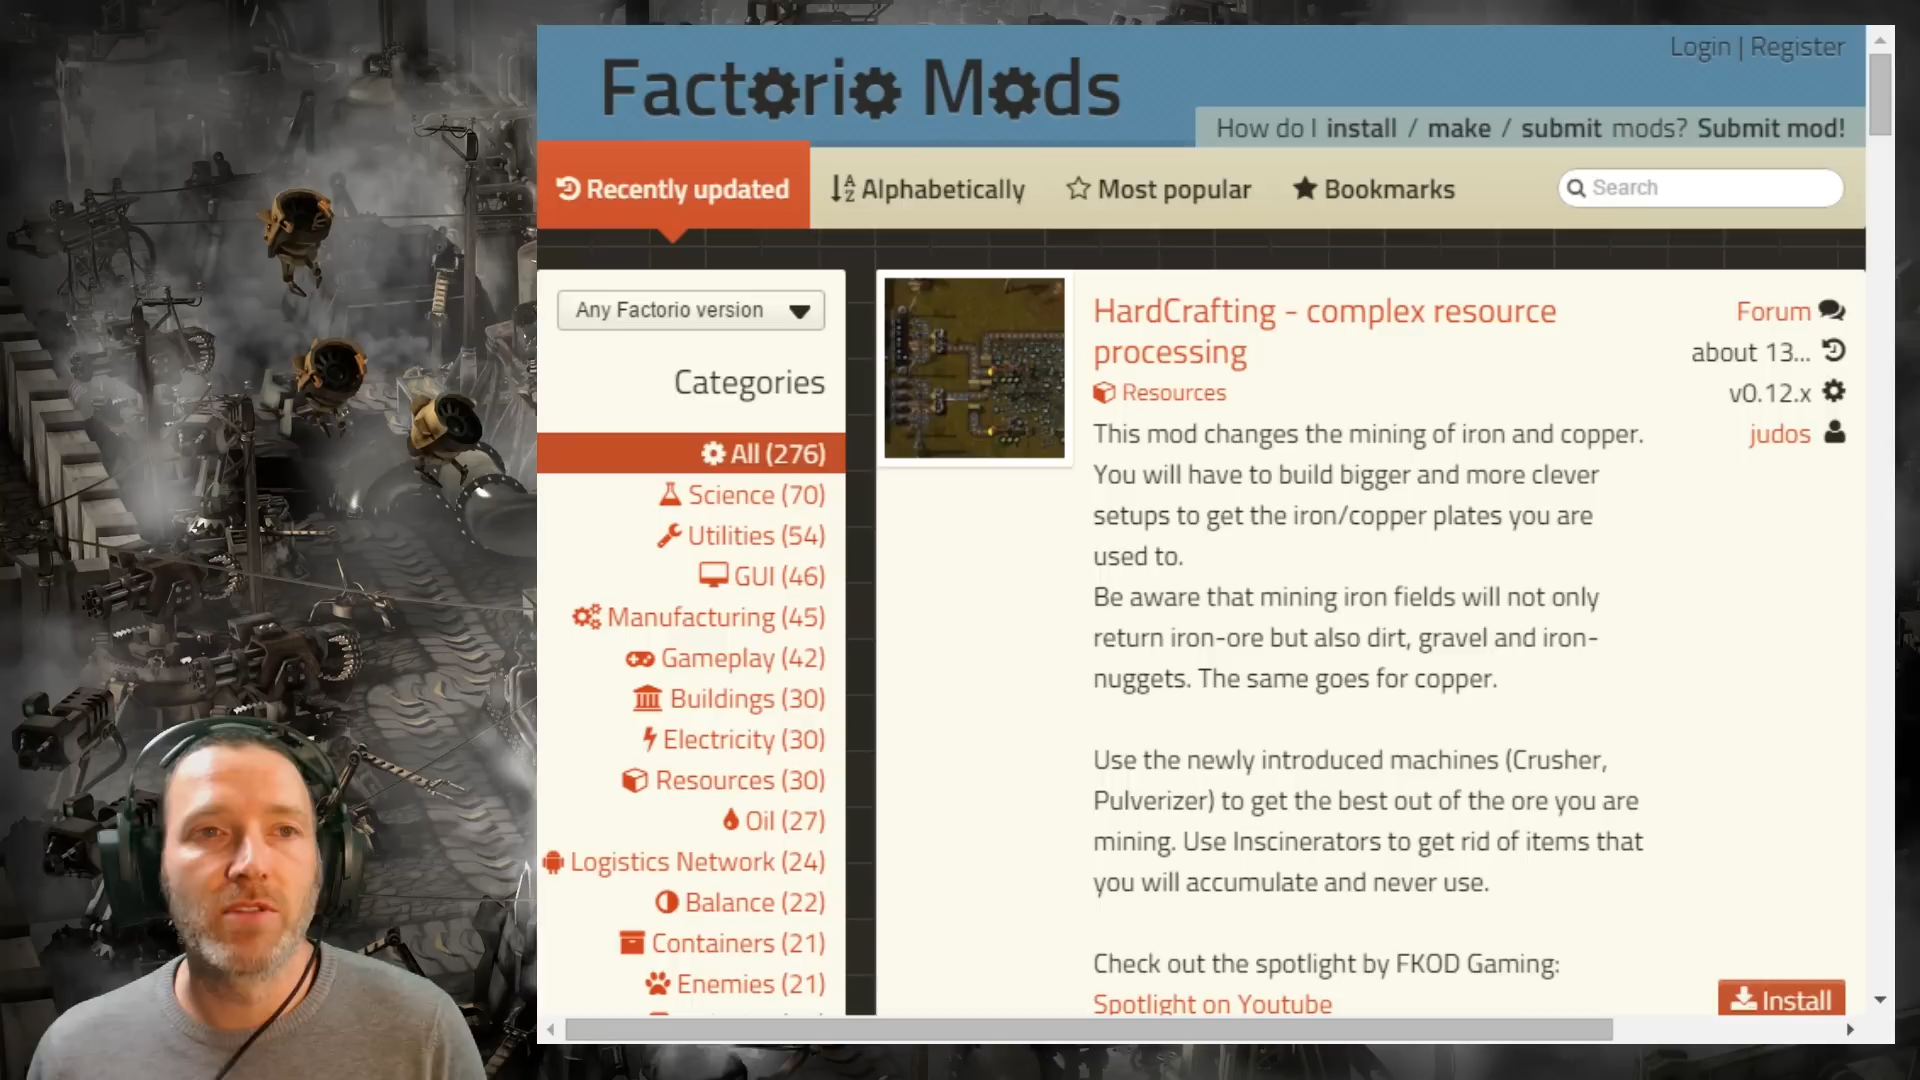 Login | Register
Factorio Mods
How do I install / make / submit mods? Submit mod!
Recently updated
Alphabetically
Most popular
Bookmarks
Search
Any Factorio version
Categories
All (276)
Science (70)
Utilities (54)
GUI (46)
Manufacturing (45)
Gameplay (42)
Buildings (30)
Electricity (30)
Resources (30)
Oil (27)
Logistics Network (24)
Balance (22)
Containers (21)
Enemies (21)
HardCrafting - complex resource
processing
Resources
This mod changes the mining of iron and copper.
You will have to build bigger and more clever
setups to get the iron/copper plates you are
used to.
Be aware that mining iron fields will not only
return iron-ore but also dirt, gravel and iron-
nuggets. The same goes for copper.
Use the newly introduced machines (Crusher,
Pulverizer) to get the best out of the ore you are
mining. Use Inscinerators to get rid of items that
you will accumulate and never use.
Check out the spotlight by FKOD Gaming:
Spotlight on Youtube
Forum
about 13...
v0.12.x
judos
Install